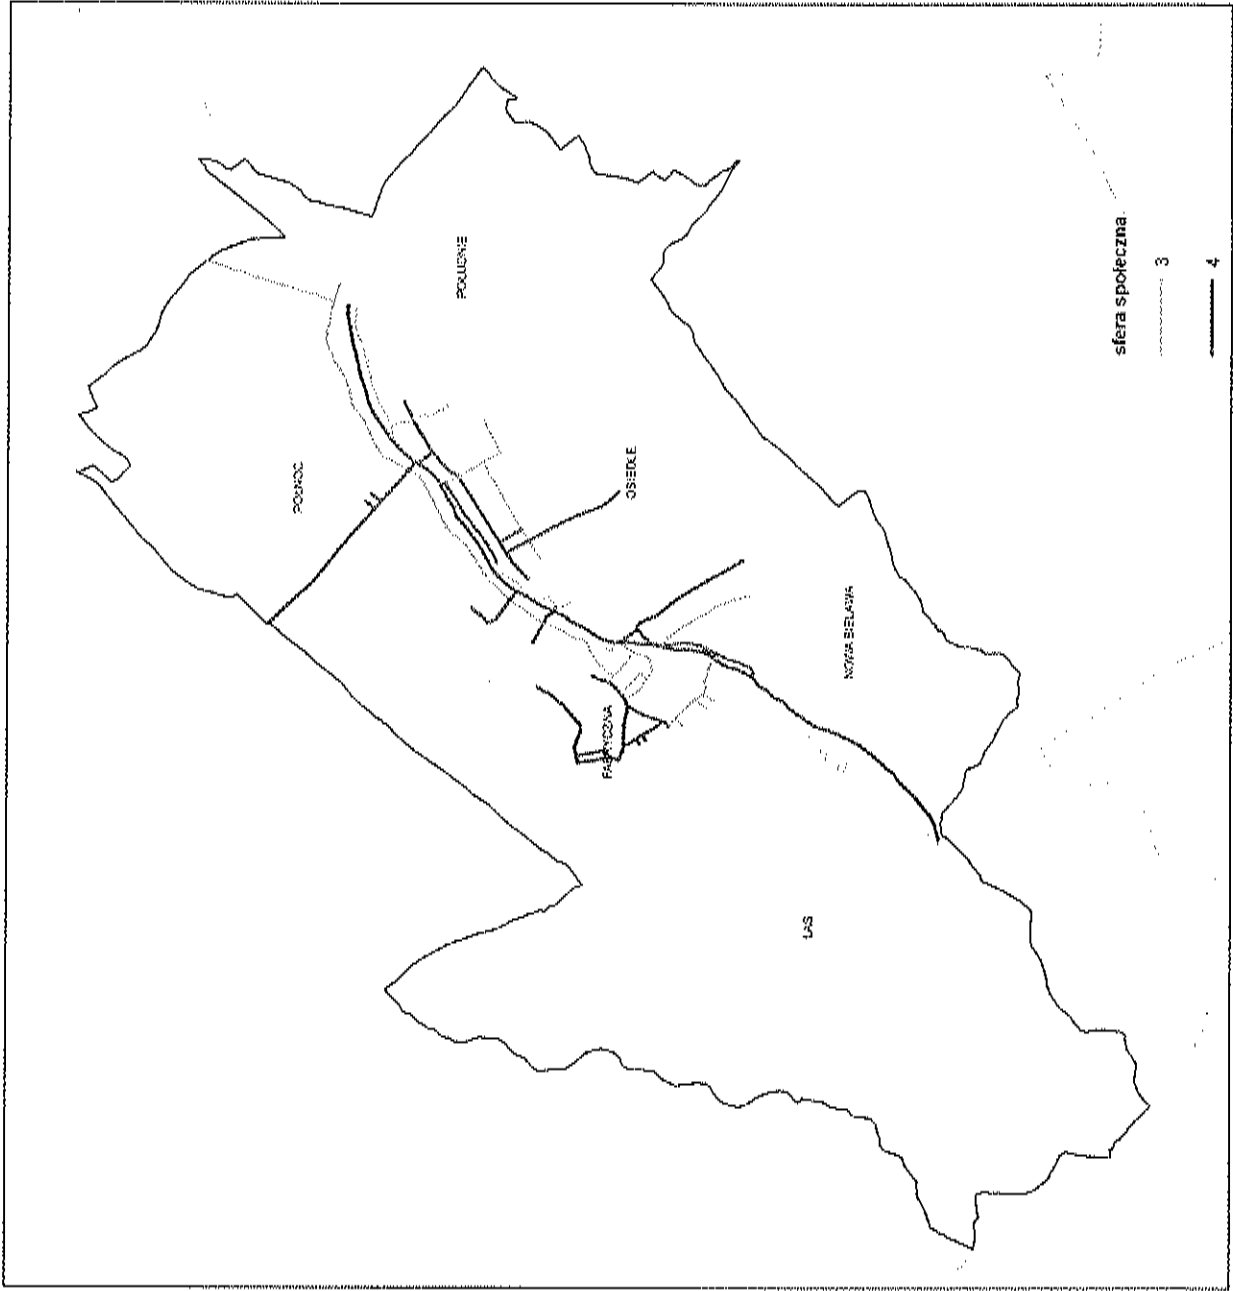 PÓŁNOC
POŁUDNIE
OSIEDLE
FABRYCZNA
NOWA BIELAWA
LAS
sfera społeczna
3
4